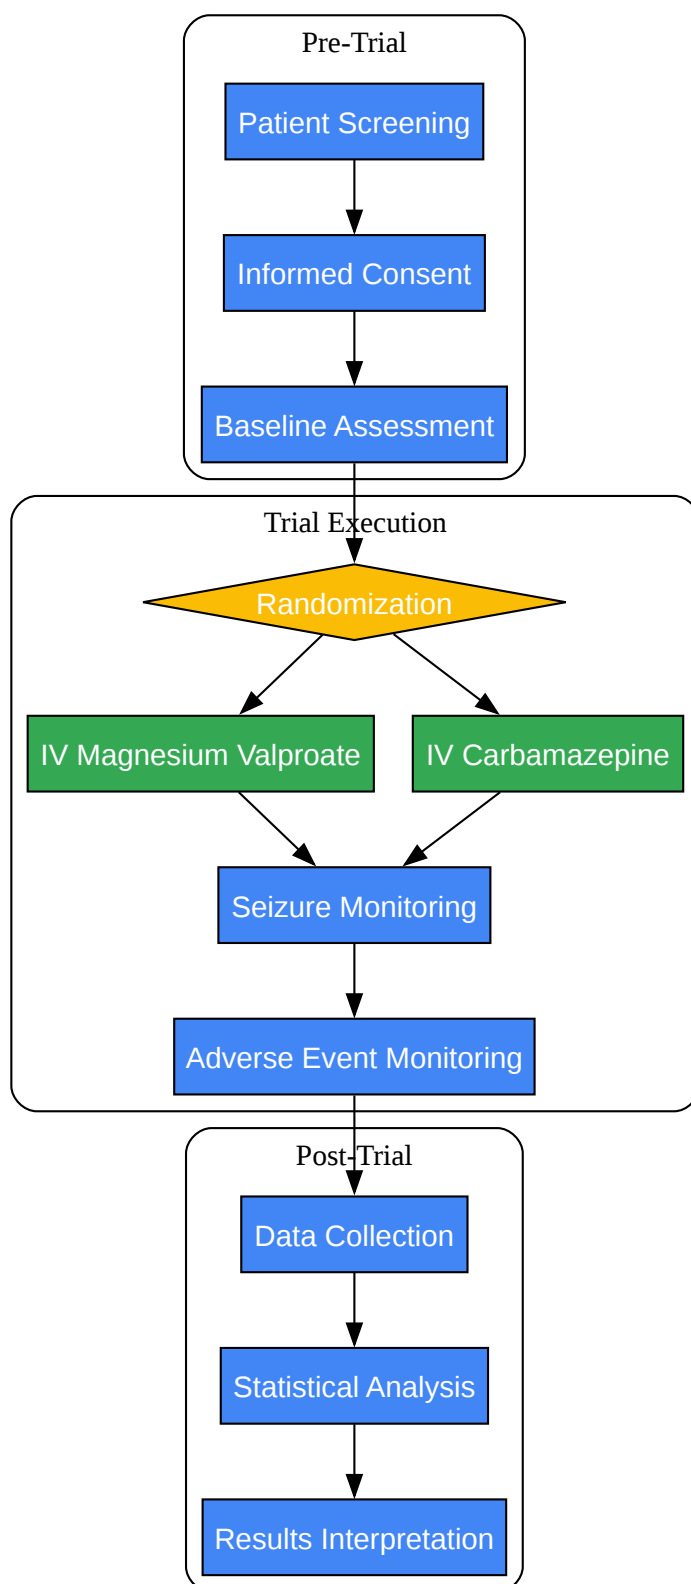 Pre-Trial
Patient Screening
Informed Consent
Baseline Assessment
Trial Execution
Randomization
IV Magnesium Valproate
IV Carbamazepine
Seizure Monitoring
Adverse Event Monitoring
Post-Trial
Data Collection
Statistical Analysis
Results Interpretation